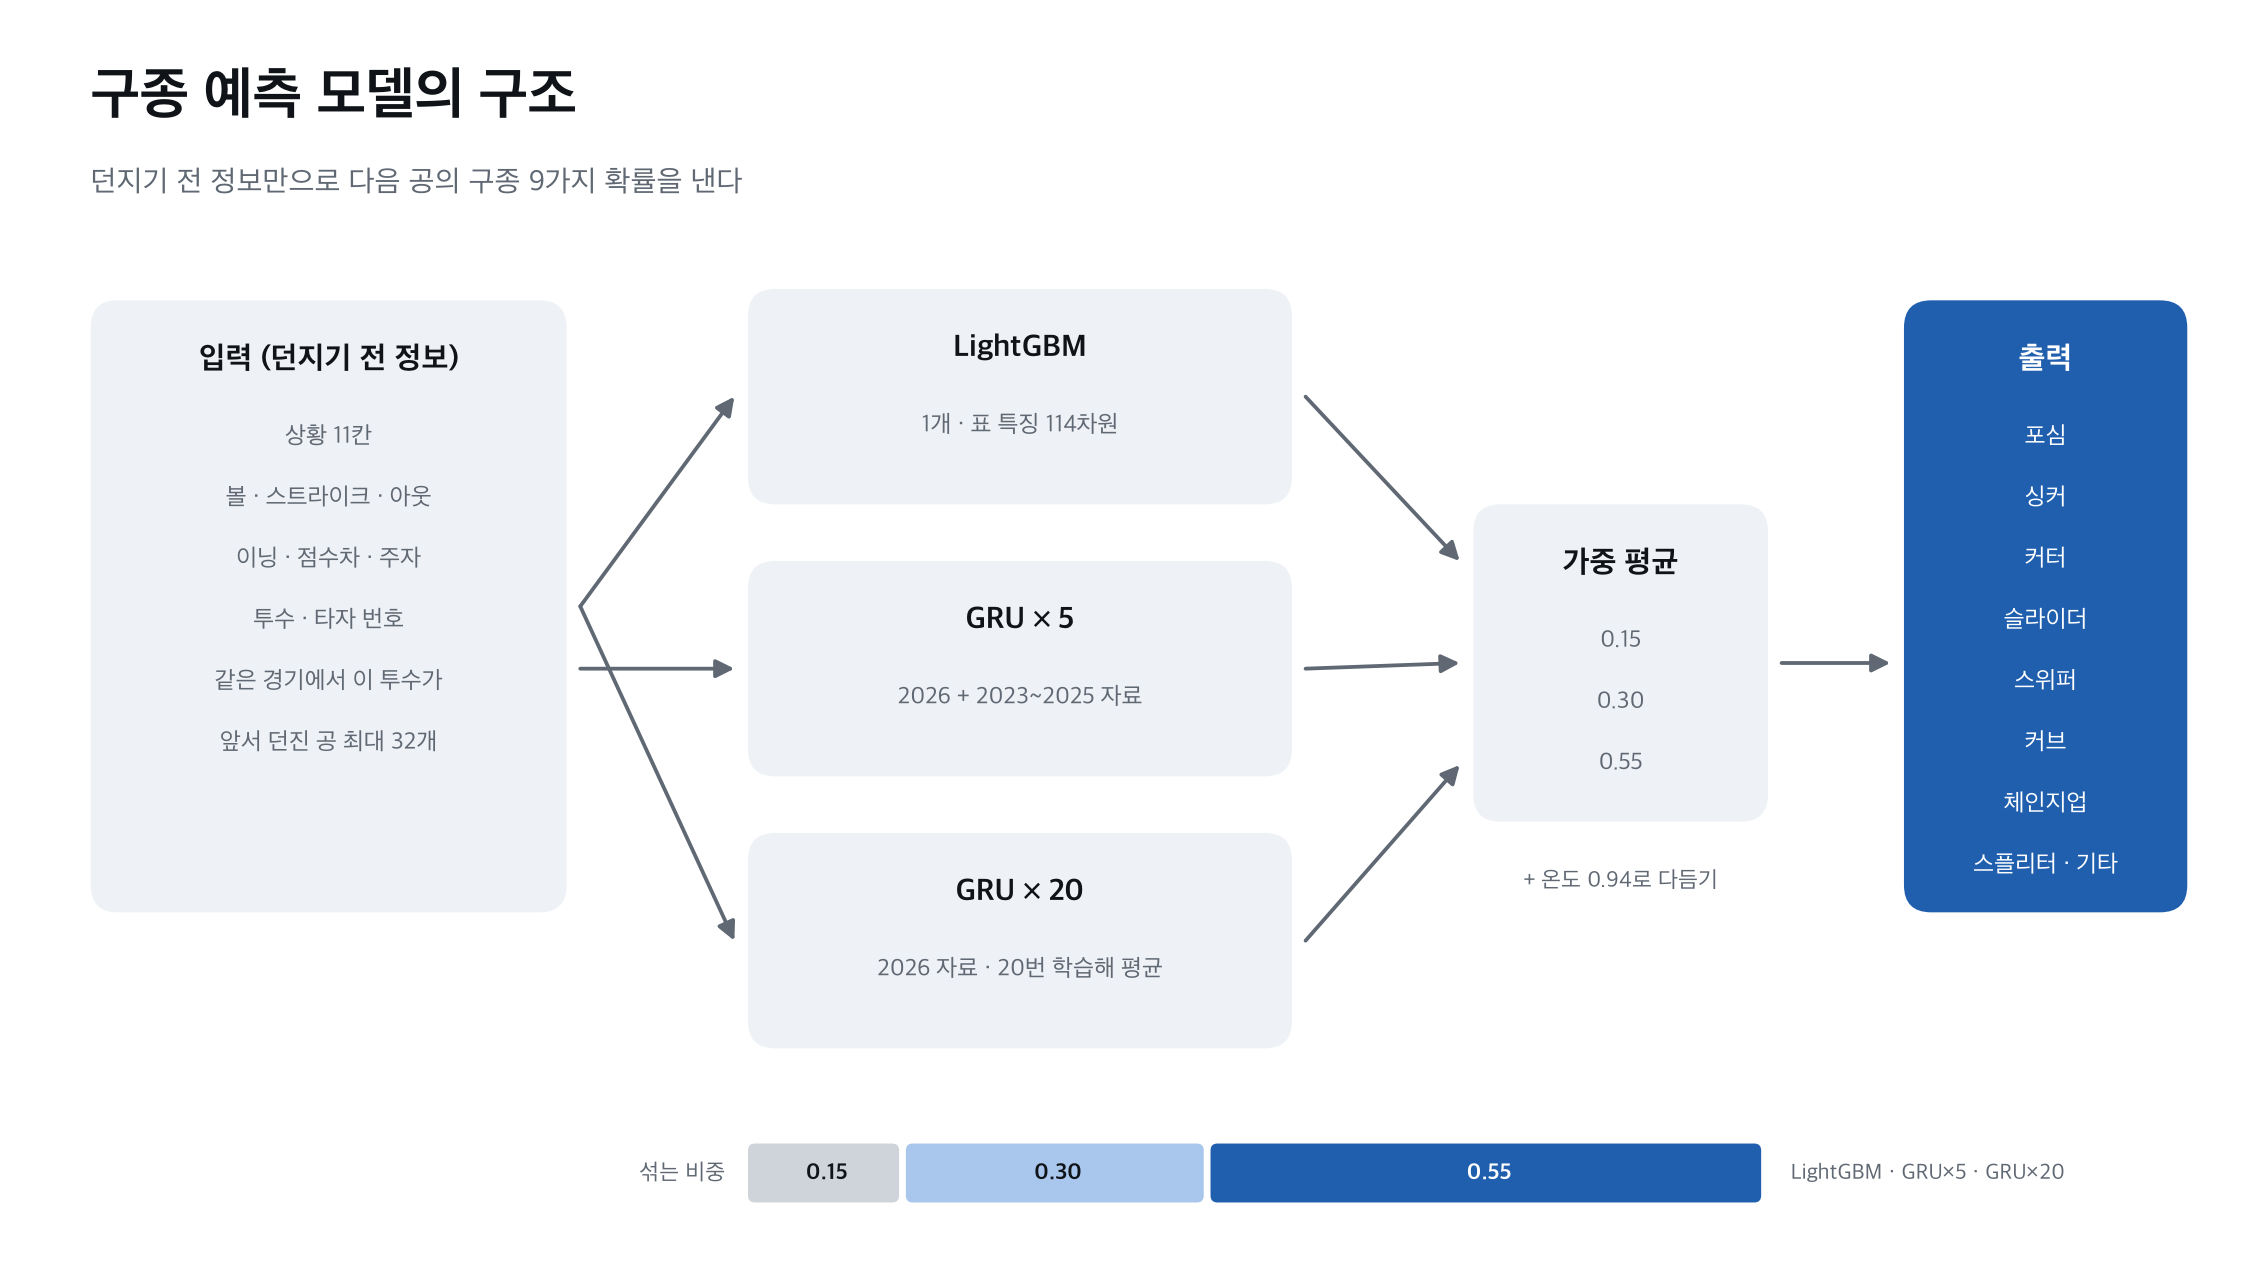 구종 예측 모델의 구조
던지기 전 정보만으로 다음 공의 구종 9가지 확률을 낸다
입력 (던지기 전 정보)
상황 11칸
볼 · 스트라이크 · 아웃
이닝 · 점수차 · 주자
투수 · 타자 번호
같은 경기에서 이 투수가
앞서 던진 공 최대 32개
LightGBM
1개 · 표 특징 114차원
GRU × 5
2026 + 2023~2025 자료
GRU × 20
2026 자료 · 20번 학습해 평균
가중 평균
0.15
0.30
0.55
+ 온도 0.94로 다듬기
출력
포심
싱커
커터
슬라이더
스위퍼
커브
체인지업
스플리터 · 기타
섞는 비중
0.15
0.30
0.55
LightGBM · GRU×5 · GRU×20